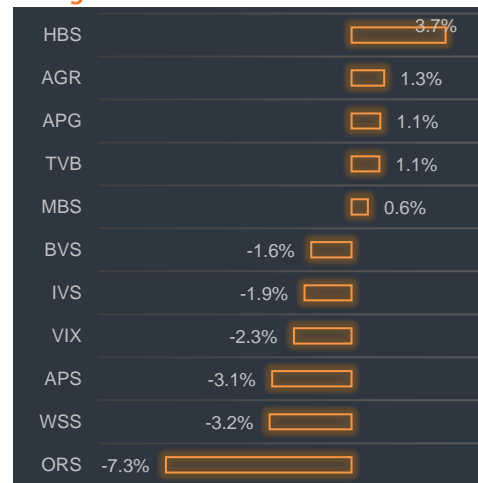 HBS 3.7%
AGR 1.3%
APG 1.1%
TVB 1.1%
MBS 0.6%
BVS -1.6%
IVS -1.9%
VIX -2.3%
APS -3.1%
WSS -3.2%
ORS -7.3%